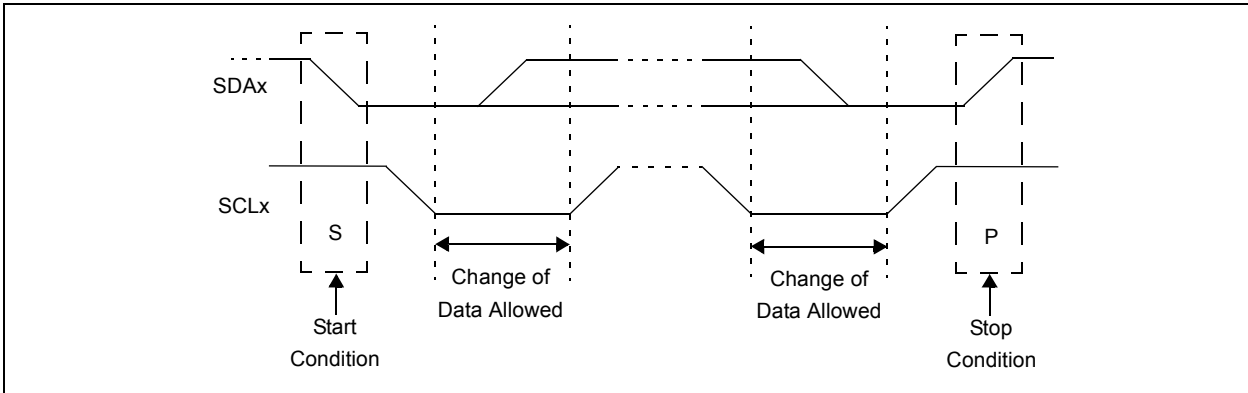 SDAx
SCLx
S
P
Change of
Data Allowed
Change of
Data Allowed
Start
Condition
Stop
Condition